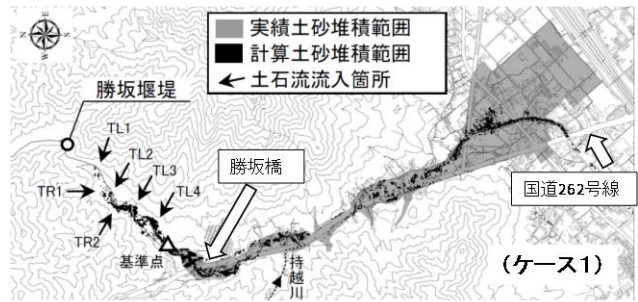 実績土砂堆積範囲
計算土砂堆積範囲
土石流流入箇所
勝坂堰堤
TL1
TL2
TL3
TL4
TR1
TR2
基準点
勝坂橋
持越川
国道262号線
(ケース1)